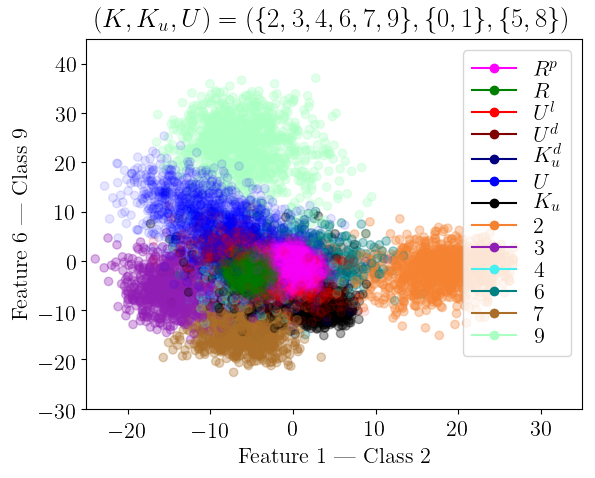 (K, K_u, U) = ({2, 3, 4, 6, 7, 9}, {0, 1}, {5, 8})
40
30
20
10
0
−10
−20
−30
Feature 6 — Class 9
R^p
R
U^l
U^d
K_u^d
U
K_u
2
3
4
6
7
9
−20
−10
0
10
20
30
Feature 1 — Class 2